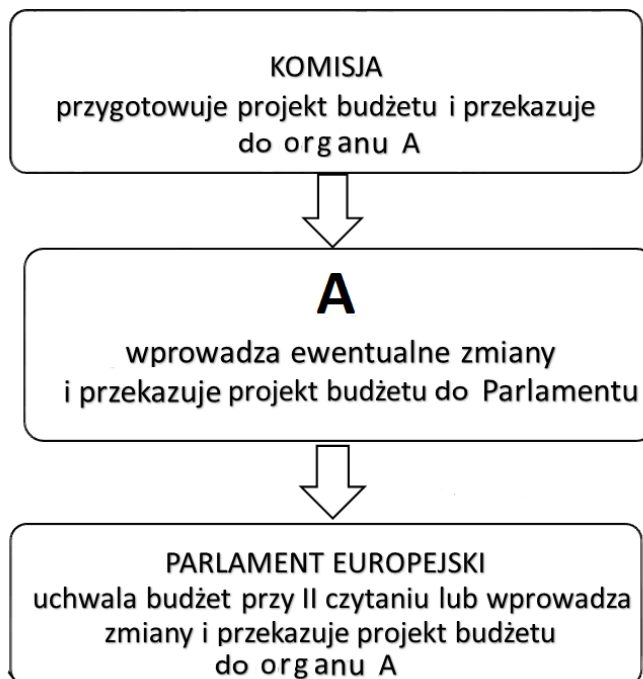 KOMISJA
przygotowuje projekt budżetu i przekazuje
do organu A
A
wprowadza ewentualne zmiany
i przekazuje projekt budżetu do Parlamentu
PARLAMENT EUROPEJSKI
uchwala budżet przy II czytaniu lub wprowadza
zmiany i przekazuje projekt budżetu
do organu A